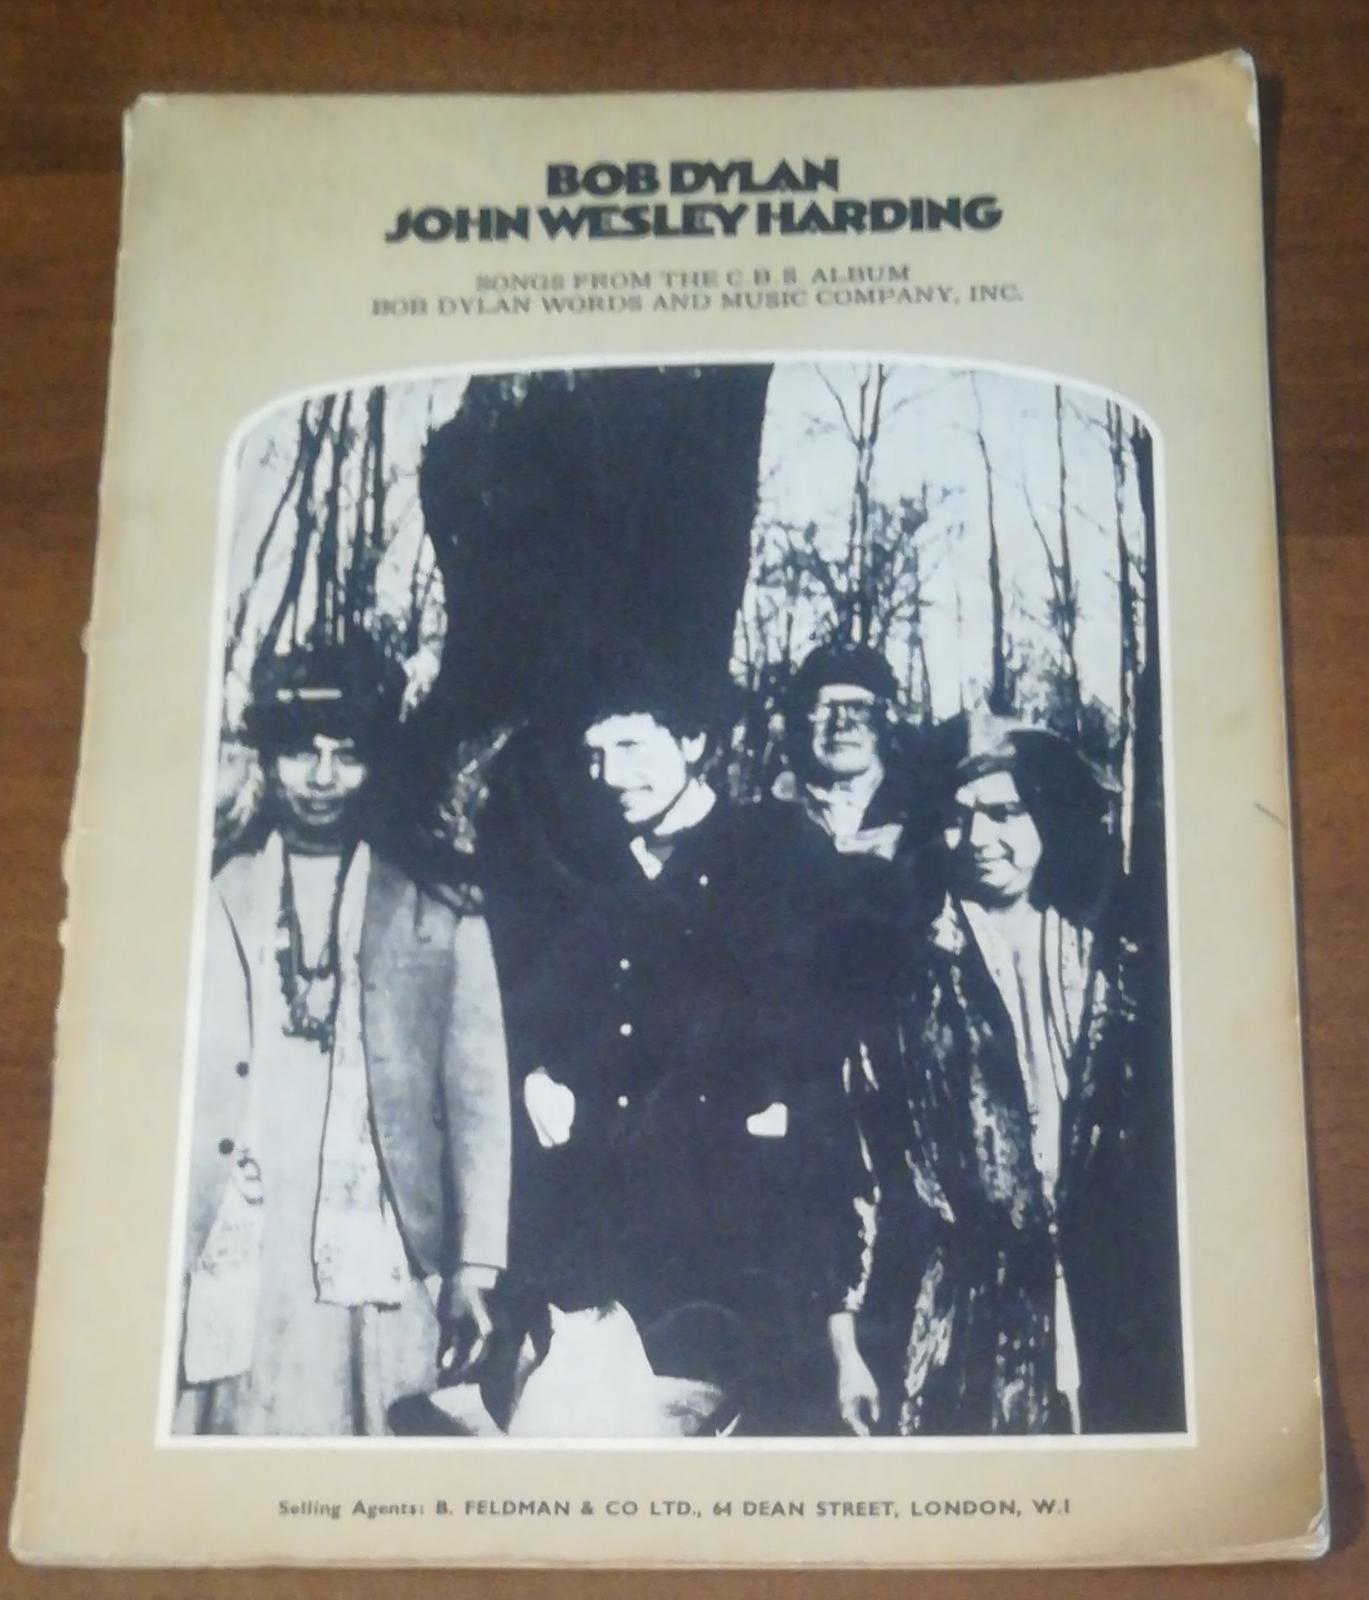 BOB DYLAN
JOHN WESLEY HARDING
SONGS FROM THE C.B.S. ALBUM
BOB DYLAN WORDS AND MUSIC COMPANY, INC.
Selling Agents: B. FELDMAN & CO LTD., 64 DEAN STREET, LONDON, W.I